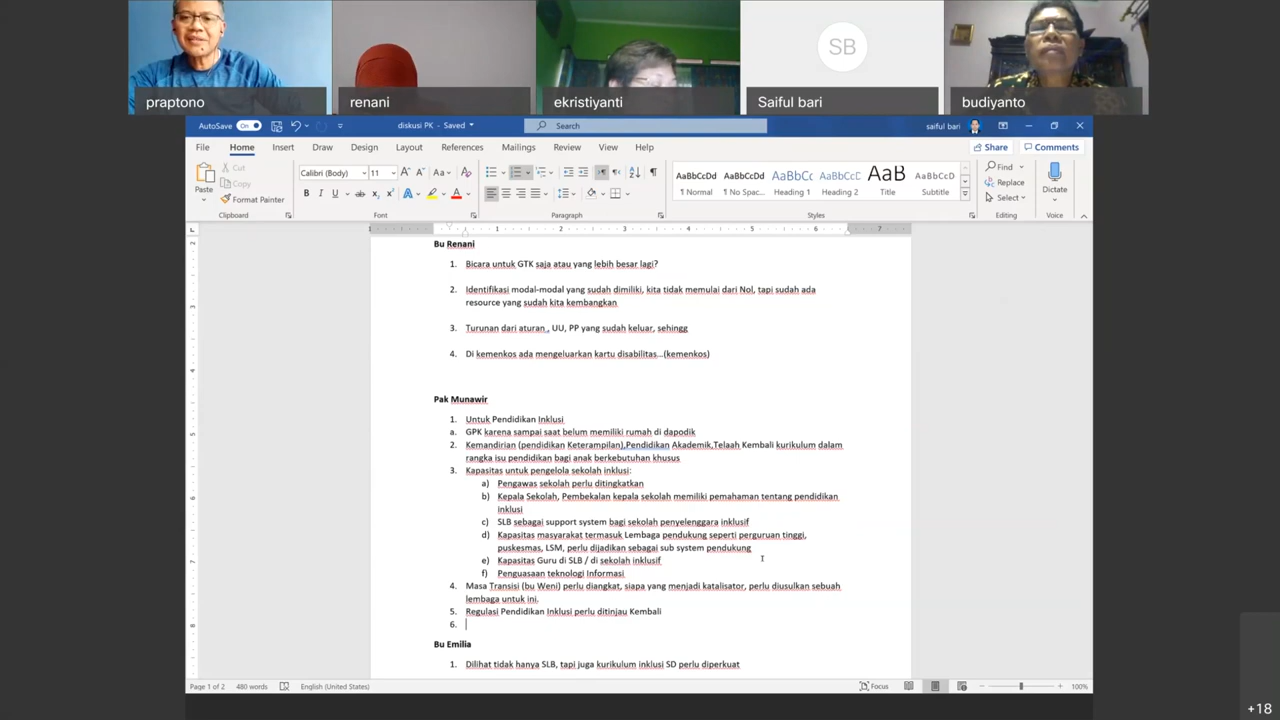 praptono
renani
ekristiyanti
SB
Saiful bari
budiyanto
AutoSave On
diskusi PK - Saved
Search
saiful bari
File Home Insert Draw Design Layout References Mailings Review View Help
Share Comments
Paste
Cut
Copy
Format Painter
Clipboard
Calibri (Body) 11
Font
Paragraph
AaBbCcDd AaBbCcDd AaBbCc AaBbCcC AaB AaBbCcD
¶ Normal ¶ No Spac... Heading 1 Heading 2 Title Subtitle
Styles
Find
Replace
Select
Editing
Dictate
Voice
1 1 2 3 4 5 6 7
Bu Renani
1. Bicara untuk GTK saja atau yang lebih besar lagi?
2. Identifikasi modal-modal yang sudah dimiliki, kita tidak memulai dari Nol, tapi sudah ada
resource yang sudah kita kembangkan
3. Turunan dari aturan , UU, PP yang sudah keluar, sehingg
4. Di kemenkos ada mengeluarkan kartu disabilitas...(kemenkos)
Pak Munawir
1. Untuk Pendidikan Inklusi
a. GPK karena sampai saat belum memiliki rumah di dapodik
2. Kemandirian (pendidikan Keterampilan),Pendidikan Akademik,Telaah Kembali kurikulum dalam
rangka isu pendidikan bagi anak berkebutuhan khusus
3. Kapasitas untuk pengelola sekolah inklusi:
a) Pengawas sekolah perlu ditingkatkan
b) Kepala Sekolah, Pembekalan kepala sekolah memiliki pemahaman tentang pendidikan
inklusi
c) SLB sebagai support system bagi sekolah penyelenggara inklusif
d) Kapasitas masyarakat termasuk Lembaga pendukung seperti perguruan tinggi,
puskesmas, LSM, perlu dijadikan sebagai sub system pendukung
e) Kapasitas Guru di SLB / di sekolah inklusif
f) Penguasaan teknologi Informasi
4. Masa Transisi (bu Weni) perlu diangkat, siapa yang menjadi katalisator, perlu diusulkan sebuah
lembaga untuk ini.
5. Regulasi Pendidikan Inklusi perlu ditinjau Kembali
6.
Bu Emilia
1. Dilihat tidak hanya SLB, tapi juga kurikulum inklusi SD perlu diperkuat
Page 1 of 2 480 words English (United States) Focus 100%
+18